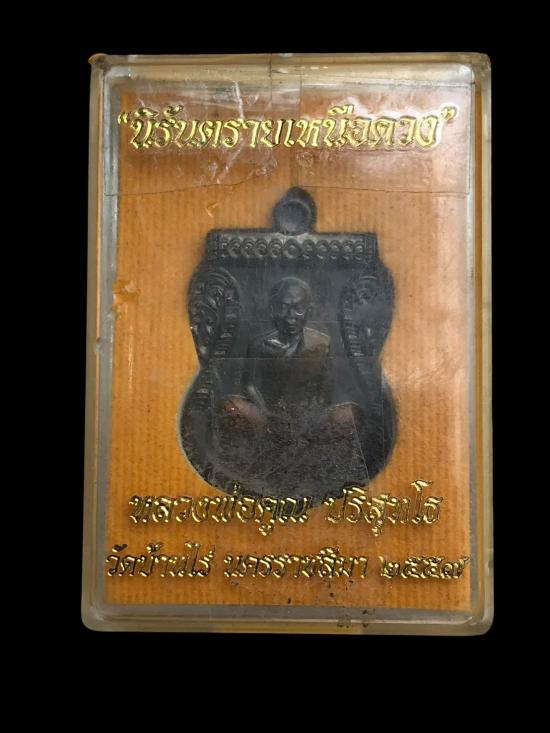 "นิรันตรายเหนือดวง"
หลวงพ่อคูณ ปริสุทโธ
วัดบ้านไร่ นครราชสีมา ๒๕๕๗